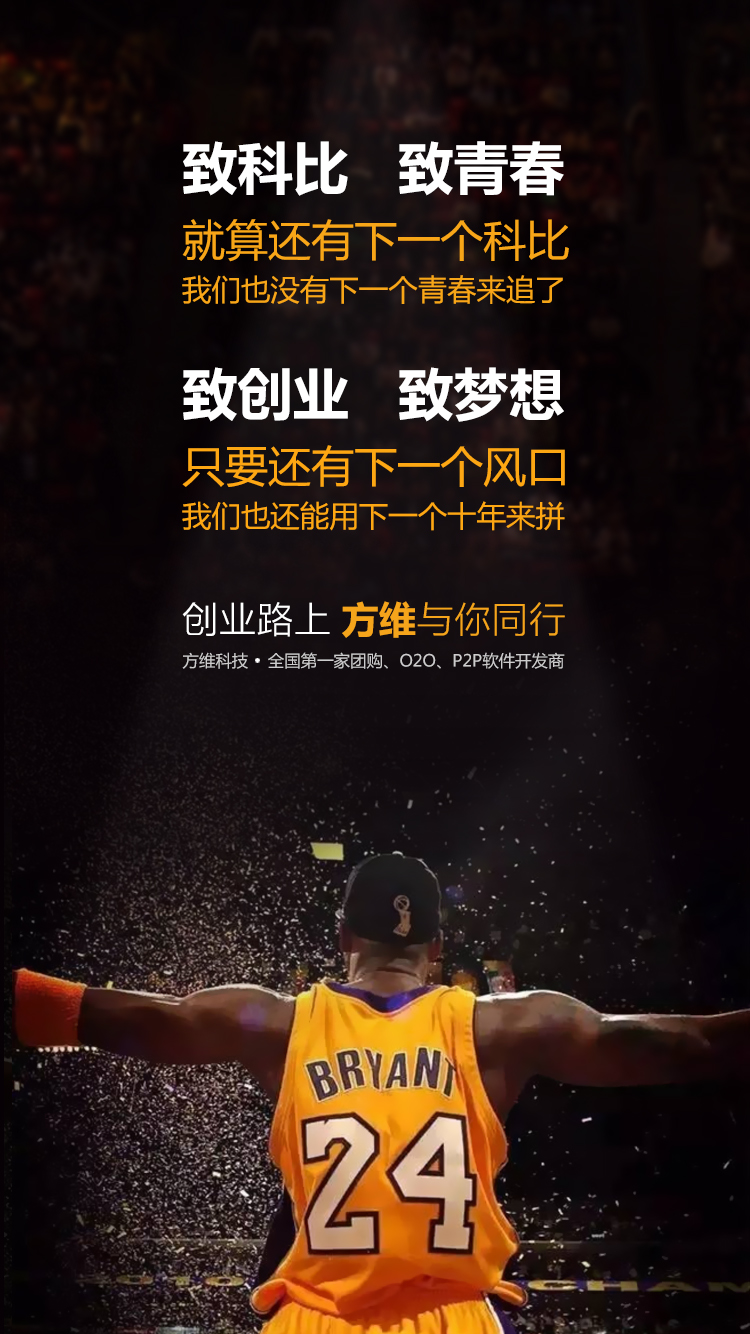 致科比 致青春
就算还有下一个科比
我们也没有下一个青春来追了
致创业 致梦想
只要还有下一个风口
我们也还能用下一个十年来拼
创业路上 方维与你同行
方维科技 • 全国第一家团购、O2O、P2P软件开发商
BRYANT
24
2010 CHAM